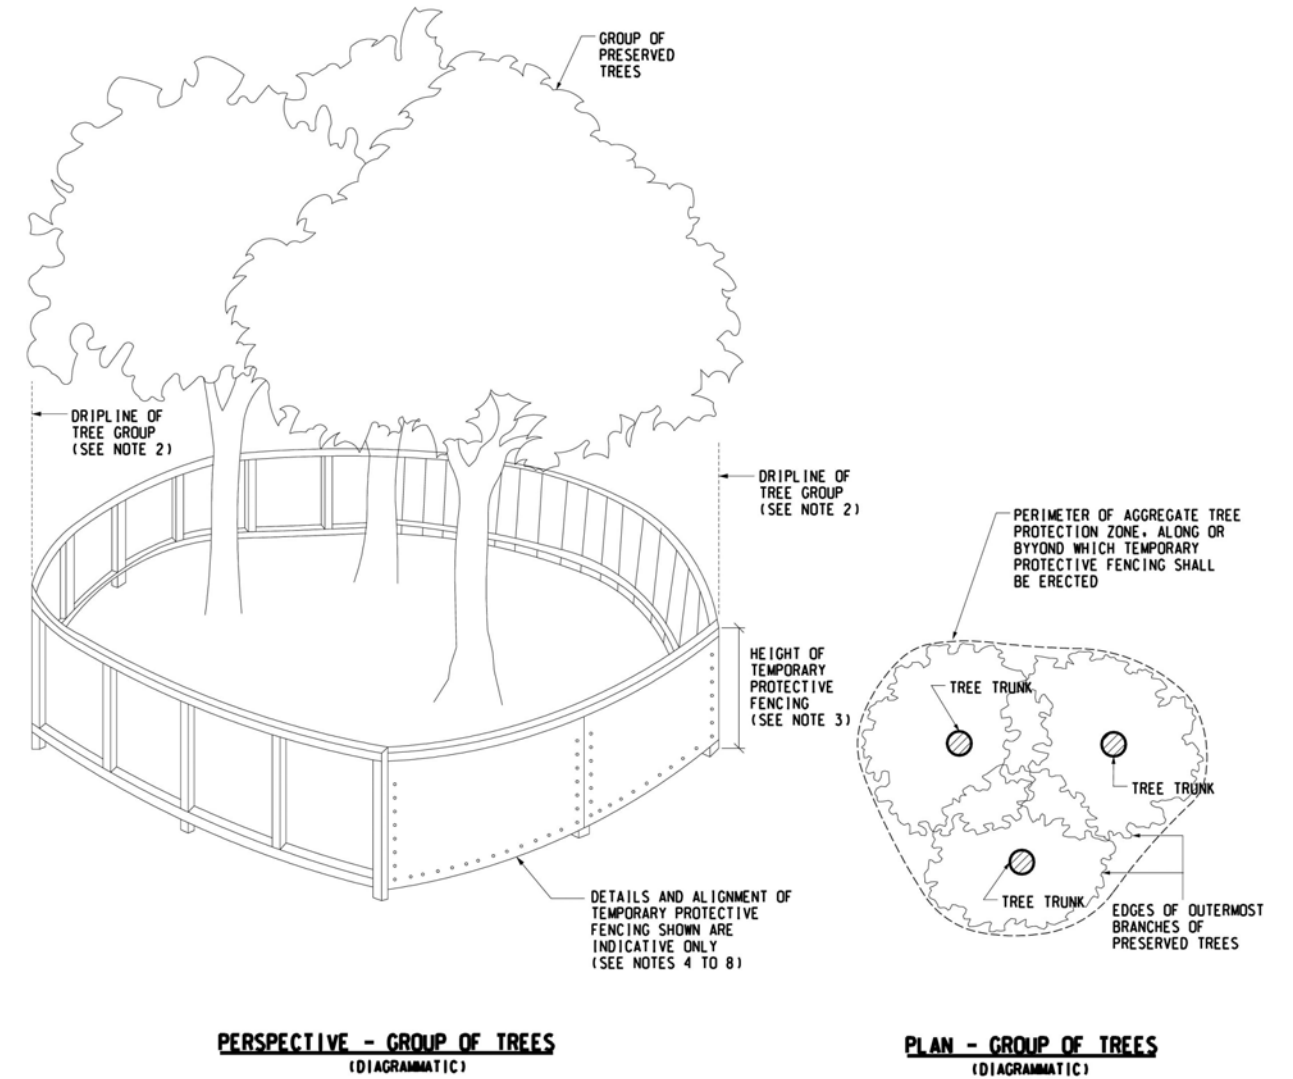 GROUP OF
PRESERVED
TREES
DRIPLINE OF
TREE GROUP
(SEE NOTE 2)
DRIPLINE OF
TREE GROUP
(SEE NOTE 2)
HEIGHT OF
TEMPORARY
PROTECTIVE
FENCING
(SEE NOTE 3)
DETAILS AND ALIGNMENT OF
TEMPORARY PROTECTIVE
FENCING SHOWN ARE
INDICATIVE ONLY
(SEE NOTES 4 TO 8)
PERSPECTIVE - GROUP OF TREES
(DIAGRAMMATIC)
PERIMETER OF AGGREGATE TREE
PROTECTION ZONE, ALONG OR
BYYOND WHICH TEMPORARY
PROTECTIVE FENCING SHALL
BE ERECTED
TREE TRUNK
TREE TRUNK
TREE TRUNK
EDGES OF OUTERMOST
BRANCHES OF
PRESERVED TREES
PLAN - GROUP OF TREES
(DIAGRAMMATIC)